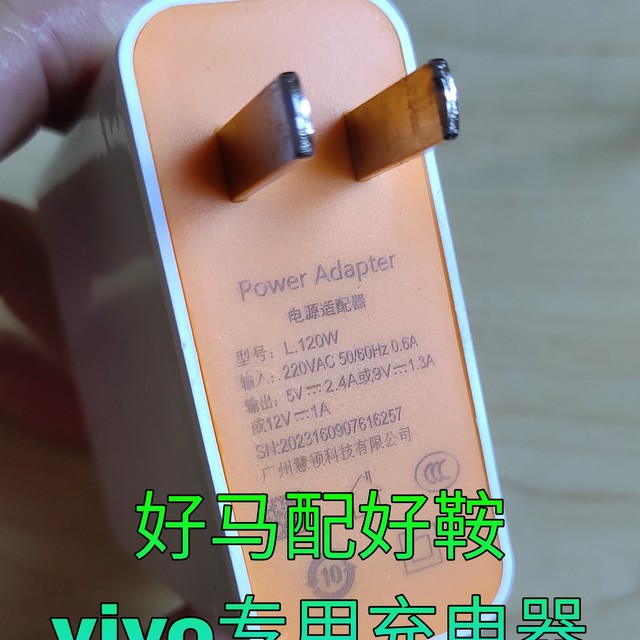 Power Adapter
电源适配器
型号: L.120W
输入: 220VAC 50/60Hz 0.6A
输出: 5V⎓2.4A或9V⎓1.3A
或12V⎓1A
SN:2023160907616257
广州慧领科技有限公司
CCC
10
好马配好鞍
vivo专用充电器